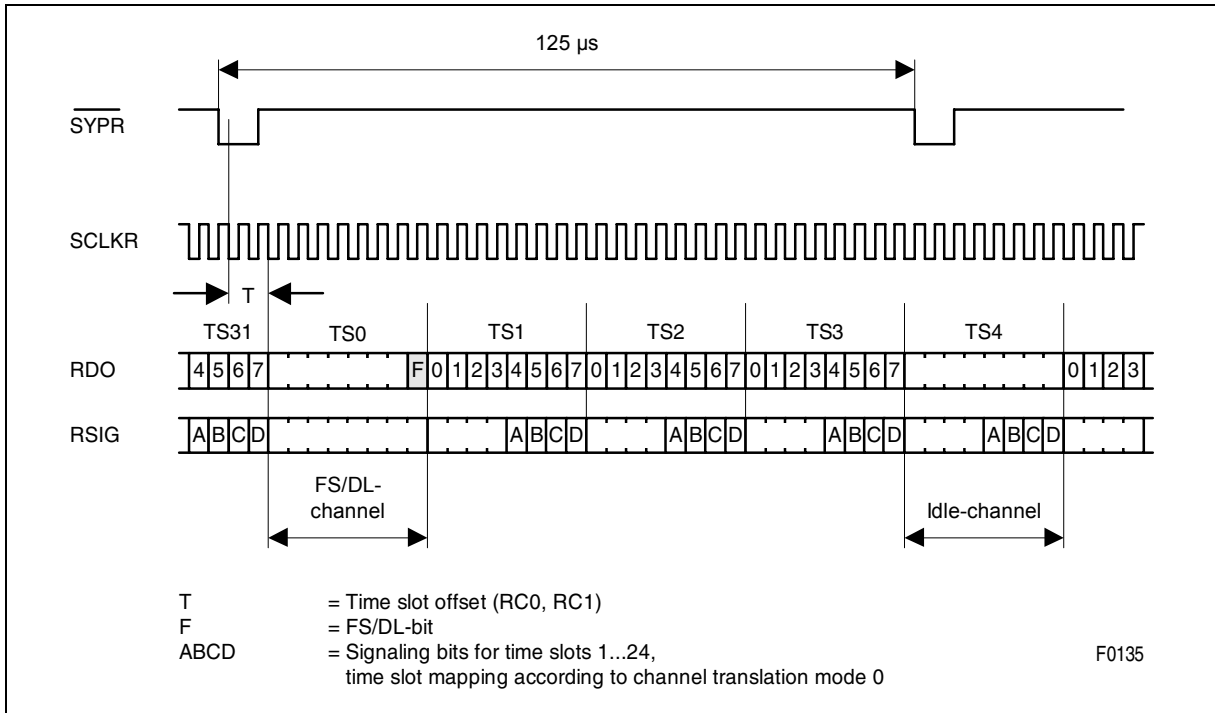 125 µs
SYPR
SCLKR
T
TS31 TS0 TS1 TS2 TS3 TS4
RDO 4 5 6 7 F 0 1 2 3 4 5 6 7 0 1 2 3 4 5 6 7 0 1 2 3 4 5 6 7 0 1 2 3
RSIG A B C D A B C D A B C D A B C D A B C D
FS/DL-
channel
Idle-channel
T = Time slot offset (RC0, RC1)
F = FS/DL-bit
ABCD = Signaling bits for time slots 1...24,
time slot mapping according to channel translation mode 0
F0135